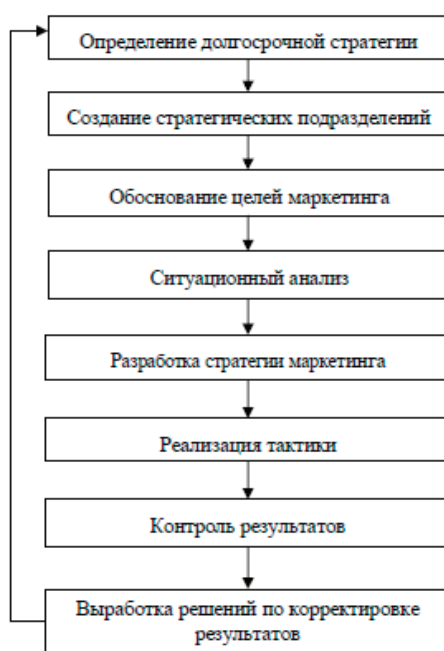 Определение долгосрочной стратегии
Создание стратегических подразделений
Обоснование целей маркетинга
Ситуационный анализ
Разработка стратегии маркетинга
Реализация тактики
Контроль результатов
Выработка решений по корректировке
результатов